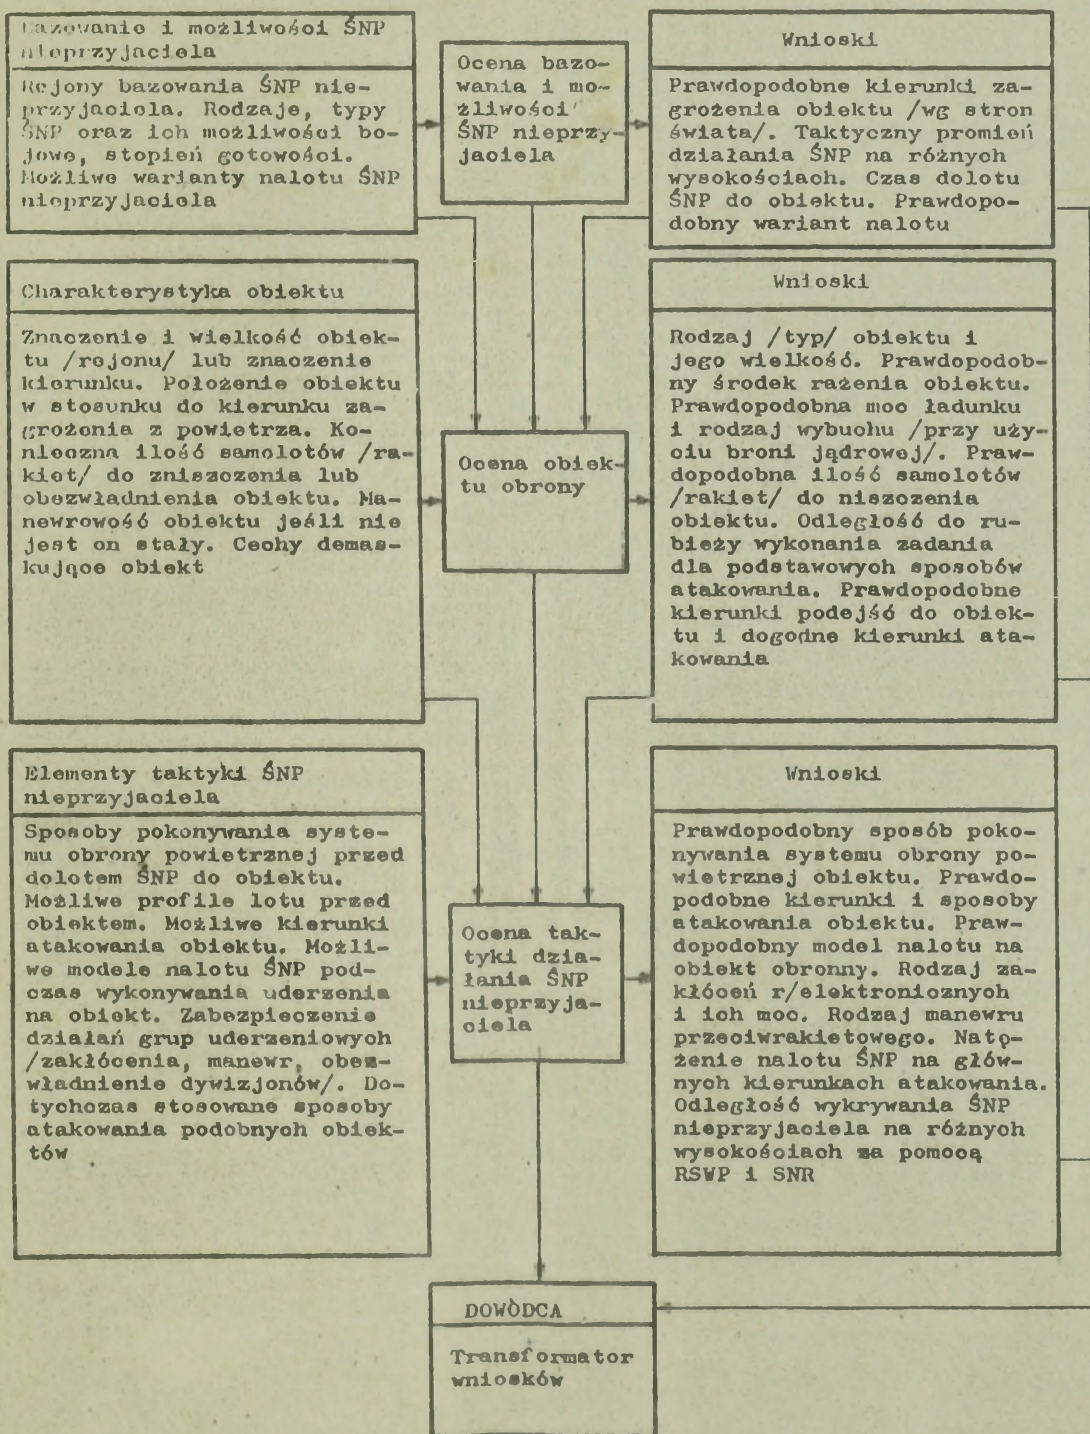 Bazowanie i możliwości ŚNP
nieprzyjaciela
Rejony bazowania ŚNP nie-
przyjaciela. Rodzaje, typy
ŚNP oraz ich możliwości bo-
jowe, stopień gotowości.
Możliwe warianty nalotu ŚNP
nieprzyjaciela
Ocena bazo-
wania i mo-
żliwości
ŚNP nieprzy-
jaciela
Wnioski
Prawdopodobne kierunki za-
grożenia obiektu /wg stron
świata/. Taktyczny promień
działania ŚNP na różnych
wysokościach. Czas dolotu
ŚNP do obiektu. Prawdopo-
dobny wariant nalotu
Charakterystyka obiektu
Znaczenie i wielkość obiek-
tu /rejonu/ lub znaczenie
kierunku. Położenie obiektu
w stosunku do kierunku za-
grożenia z powietrza. Ko-
nieczna ilość samolotów /ra-
kiet/ do zniszczenia lub
obezwładnienia obiektu. Ma-
newrowość obiektu jeśli nie
jest on stały. Cechy demas-
kujące obiekt
Ocena obiek-
tu obrony
Wnioski
Rodzaj /typ/ obiektu i
jego wielkość. Prawdopodob-
ny środek rażenia obiektu.
Prawdopodobna moc ładunku
i rodzaj wybuchu /przy uży-
ciu broni jądrowej/. Praw-
dopodobna ilość samolotów
/rakiet/ do niszczenia
obiektu. Odległość do ru-
bieży wykonania zadania
dla podstawowych sposobów
atakowania. Prawdopodobne
kierunki podejść do obiek-
tu i dogodne kierunki ata-
kowania
Elementy taktyki ŚNP
nieprzyjaciela
Sposoby pokonywania syste-
mu obrony powietrznej przed
dolotem ŚNP do obiektu.
Możliwe profile lotu przed
obiektem. Możliwe kierunki
atakowania obiektu. Możli-
we modele nalotu ŚNP pod-
czas wykonywania uderzenia
na obiekt. Zabezpieczenie
działań grup uderzeniowych
/zakłócenia, manewr, obez-
władnienie dywizjonów/. Do-
tychczas stosowane sposoby
atakowania podobnych obiek-
tów
Ocena tak-
tyki dzia-
łania ŚNP
nieprzyja-
ciela
Wnioski
Prawdopodobny sposób poko-
nywania systemu obrony po-
wietrznej obiektu. Prawdo-
podobne kierunki i sposoby
atakowania obiektu. Praw-
dopodobny model nalotu na
obiekt obronny. Rodzaj za-
kłóceń r/elektronicznych
i ich moc. Rodzaj manewru
przeciwrakietowego. Natę-
żenie nalotu ŚNP na głów-
nych kierunkach atakowania.
Odległość wykrywania ŚNP
nieprzyjaciela na różnych
wysokościach za pomocą
RSWP i SNR
DOWÒDCA
Transformator
wniosków